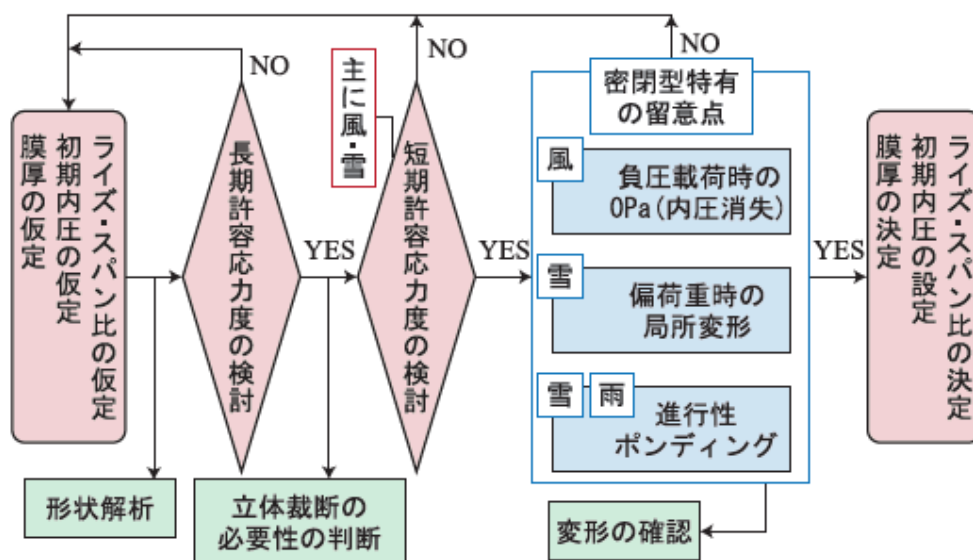 NO
NO
NO
主に風・雪
密閉型特有
の留意点
ライズ・スパン比の仮定
初期内圧の仮定
膜厚の仮定
長期許容応力度の検討
YES
短期許容応力度の検討
YES
風
負圧載荷時の
0Pa(内圧消失)
雪
偏荷重時の
局所変形
雪
雨
進行性
ポンディング
YES
ライズ・スパン比の決定
初期内圧の設定
膜厚の決定
形状解析
立体裁断の
必要性の判断
変形の確認